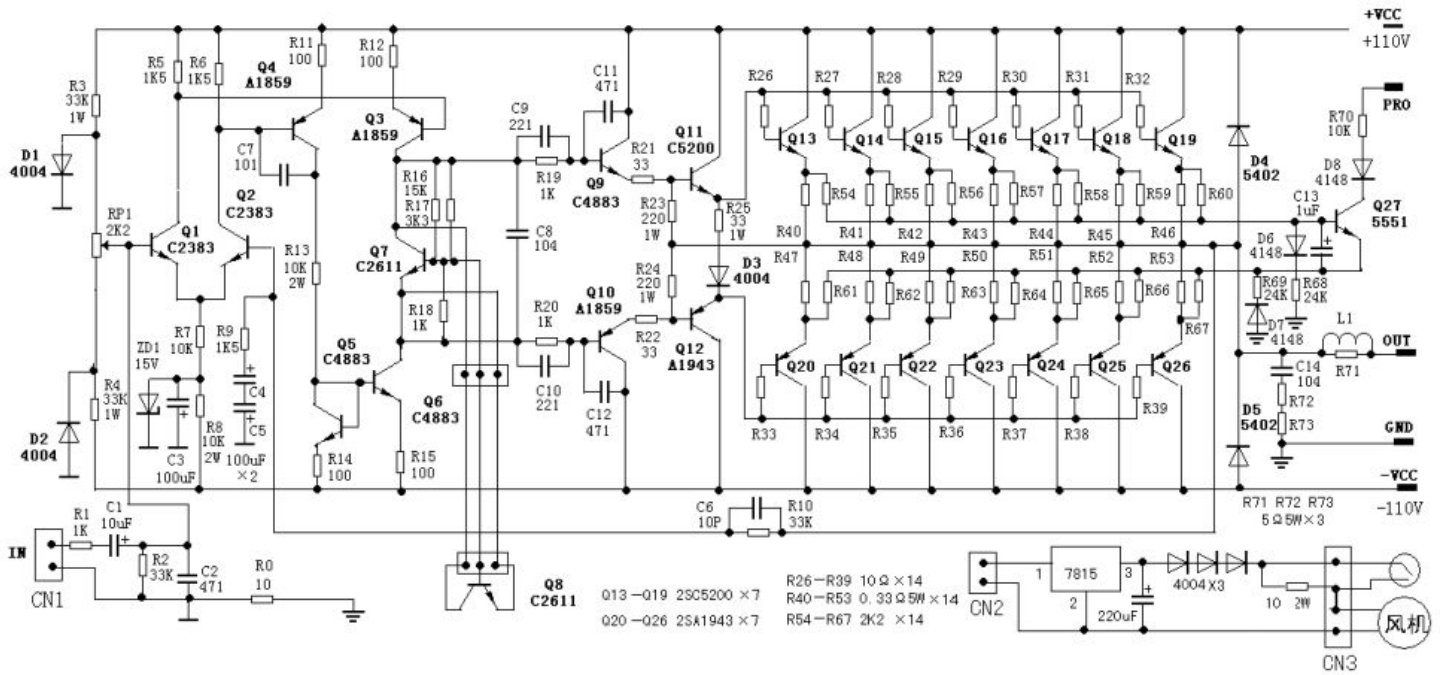 +VCC
+110V
R3
33K
1W
D1
4004
RP1
2K2
R4
33K
1W
D2
4004
R5
1K5
R6
1K5
Q4
A1859
R11
100
R12
100
Q3
A1859
C7
101
Q2
C2383
Q1
C2383
R7
10K
ZD1
15V
C3
100uF
R8
10K
2W
R9
1K5
C4
C5
100uF
×2
R13
10K
2W
Q5
C4883
Q6
C4883
R14
100
R15
100
R16
15K
R17
3K3
Q7
C2611
R18
1K
C9
221
R19
1K
C8
104
R20
1K
C10
221
C11
471
Q9
C4883
Q10
A1859
C12
471
R21
33
R22
33
R23
220
1W
R24
220
1W
Q11
C5200
R25
33
1W
D3
4004
Q12
A1943
R26
R27
R28
R29
R30
R31
R32
Q13
Q14
Q15
Q16
Q17
Q18
Q19
R54
R55
R56
R57
R58
R59
R60
R40
R41
R42
R43
R44
R45
R46
R47
R48
R49
R50
R51
R52
R53
R61
R62
R63
R64
R65
R66
R67
Q20
Q21
Q22
Q23
Q24
Q25
Q26
R33
R34
R35
R36
R37
R38
R39
D4
5402
D5
5402
PRO
R70
10K
D8
4148
Q27
5551
C13
1uF
D6
4148
R69
24K
R68
24K
D7
4148
L1
R71
OUT
C14
104
R72
R73
GND
-VCC
-110V
R71 R72 R73
5Ω5W×3
C6
10P
R10
33K
IN
CN1
R1
1K
C1
10uF
R2
33K
C2
471
R0
10
Q8
C2611
Q13-Q19 2SC5200 ×7
Q20-Q26 2SA1943 ×7
R26-R39 10Ω×14
R40-R53 0.33Ω5W×14
R54-R67 2K2 ×14
CN2
1
7815
3
2
220uF
4004X3
10
2W
CN3
风机